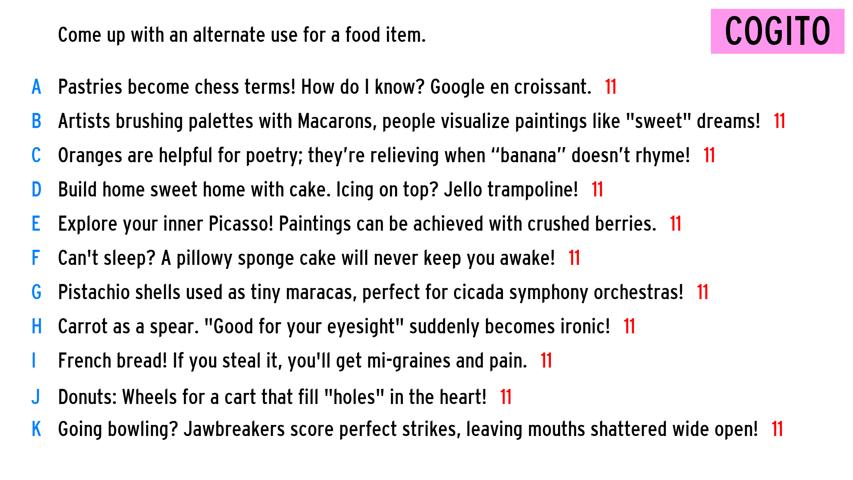 Come up with an alternate use for a food item.
COGITO
A Pastries become chess terms! How do I know? Google en croissant. 11
B Artists brushing palettes with Macarons, people visualize paintings like "sweet" dreams! 11
C Oranges are helpful for poetry; they’re relieving when “banana” doesn’t rhyme! 11
D Build home sweet home with cake. Icing on top? Jello trampoline! 11
E Explore your inner Picasso! Paintings can be achieved with crushed berries. 11
F Can't sleep? A pillowy sponge cake will never keep you awake! 11
G Pistachio shells used as tiny maracas, perfect for cicada symphony orchestras! 11
H Carrot as a spear. "Good for your eyesight" suddenly becomes ironic! 11
I French bread! If you steal it, you'll get mi-graines and pain. 11
J Donuts: Wheels for a cart that fill "holes" in the heart! 11
K Going bowling? Jawbreakers score perfect strikes, leaving mouths shattered wide open! 11